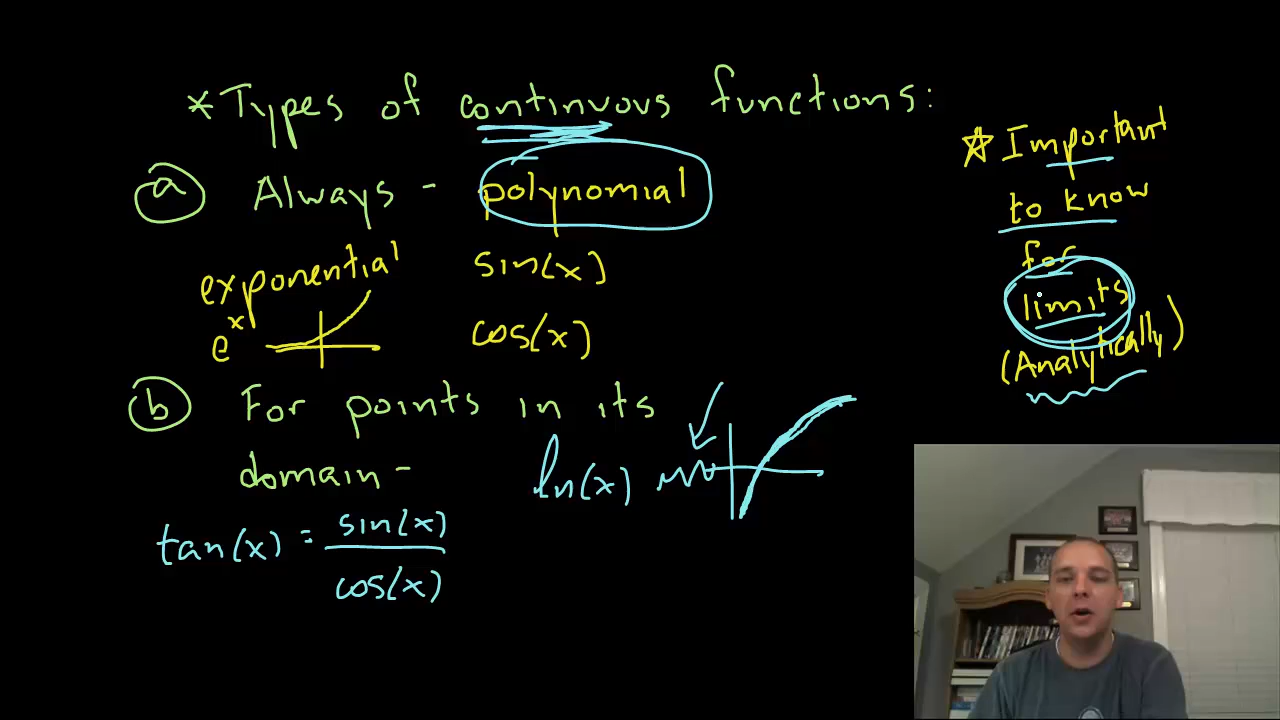 *Types of continuous functions:
ⓐ Always - polynomial
exponential sin(x)
e^x cos(x)
ⓑ For points in its
domain -
ln(x)
tan(x) = sin(x)
cos(x)
☆ Important
to know
for
limits
(Analytically)